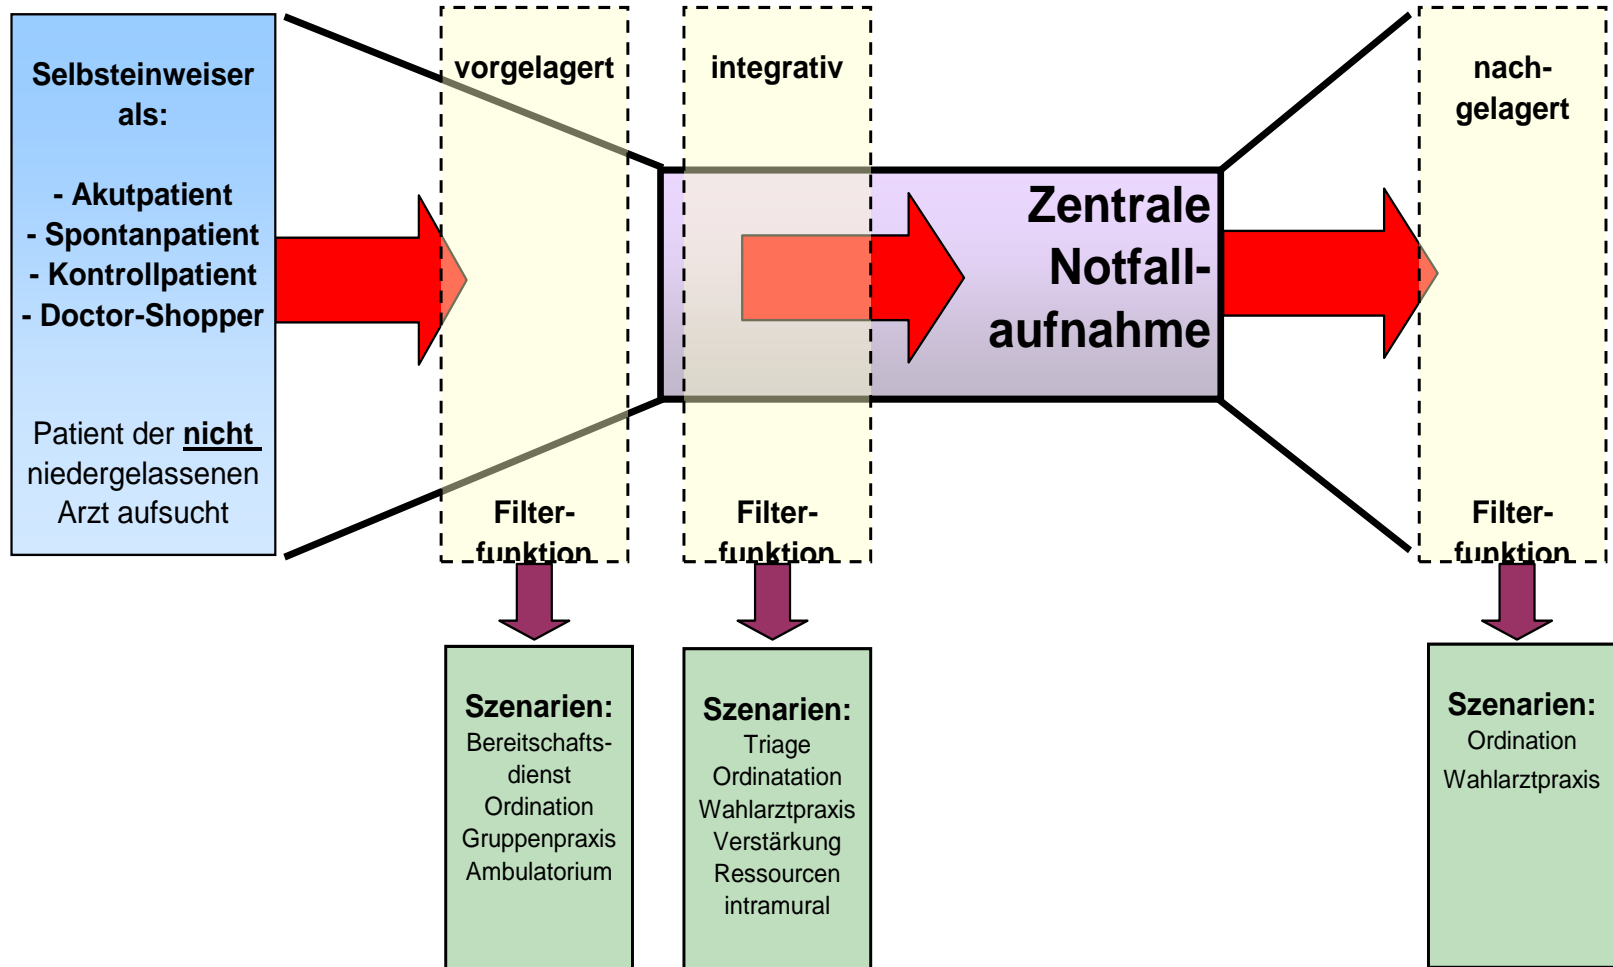 Selbsteinweiser
als:
- Akutpatient
- Spontanpatient
- Kontrollpatient
- Doctor-Shopper
Patient der nicht
niedergelassenen
Arzt aufsucht
vorgelagert
Filter-
funktion
integrativ
Filter-
funktion
Zentrale
Notfall-
aufnahme
nach-
gelagert
Filter-
funktion
Szenarien:
Bereitschafts-
dienst
Ordination
Gruppenpraxis
Ambulatorium
Szenarien:
Triage
Ordinatation
Wahlarztpraxis
Verstärkung
Ressourcen
intramural
Szenarien:
Ordination
Wahlarztpraxis